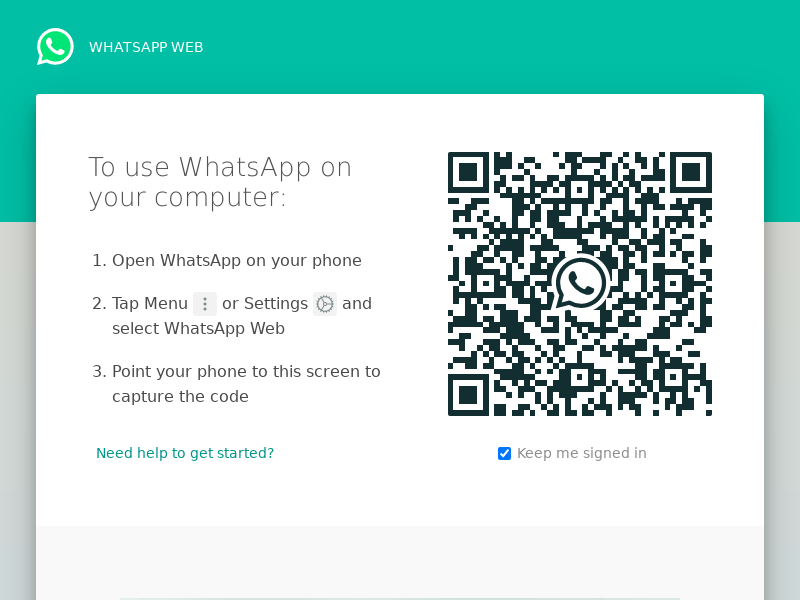 WHATSAPP WEB
To use WhatsApp on
your computer:
1. Open WhatsApp on your phone
2. Tap Menu or Settings and
select WhatsApp Web
3. Point your phone to this screen to
capture the code
Need help to get started?
Keep me signed in